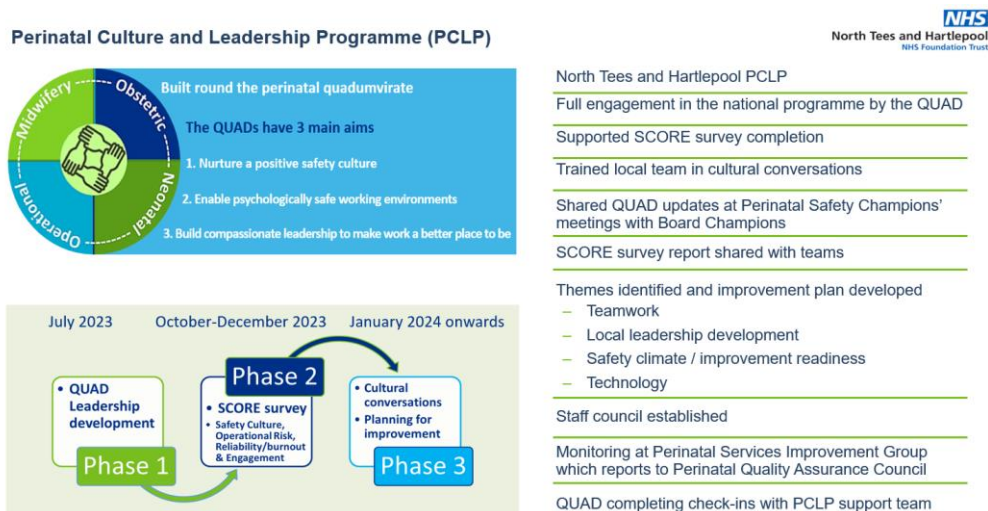 Perinatal Culture and Leadership Programme (PCLP)
NHS
North Tees and Hartlepool
NHS Foundation Trust
Midwifery
Obstetric
Operational
Neonatal
Built round the perinatal quadumvirate
The QUADs have 3 main aims
1. Nurture a positive safety culture
2. Enable psychologically safe working environments
3. Build compassionate leadership to make work a better place to be
July 2023
October-December 2023
January 2024 onwards
• QUAD
Leadership
development
Phase 1
Phase 2
• SCORE survey
• Safety Culture,
Operational Risk,
Reliability/burnout
& Engagement
• Cultural
conversations
• Planning for
improvement
Phase 3
North Tees and Hartlepool PCLP
Full engagement in the national programme by the QUAD
Supported SCORE survey completion
Trained local team in cultural conversations
Shared QUAD updates at Perinatal Safety Champions'
meetings with Board Champions
SCORE survey report shared with teams
Themes identified and improvement plan developed
– Teamwork
– Local leadership development
– Safety climate / improvement readiness
– Technology
Staff council established
Monitoring at Perinatal Services Improvement Group
which reports to Perinatal Quality Assurance Council
QUAD completing check-ins with PCLP support team